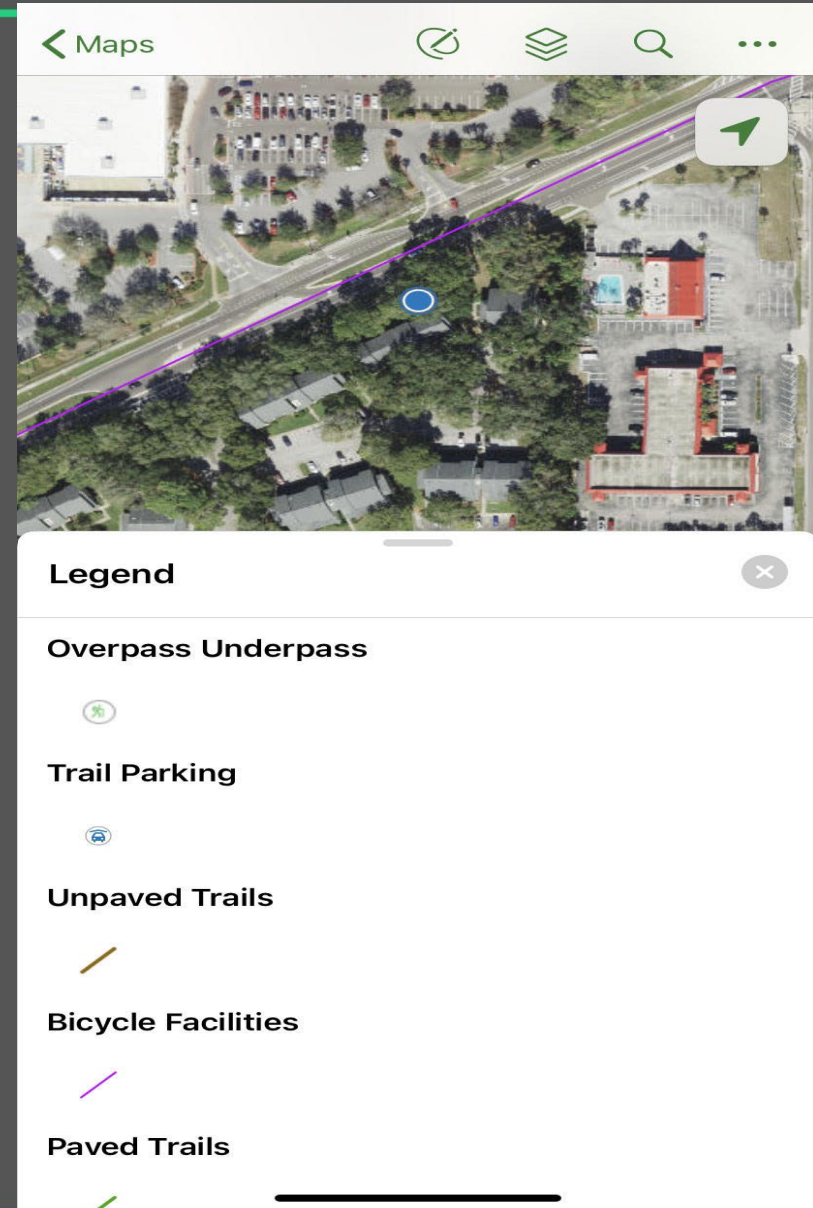 Maps
Legend
Overpass Underpass
Trail Parking
Unpaved Trails
Bicycle Facilities
Paved Trails